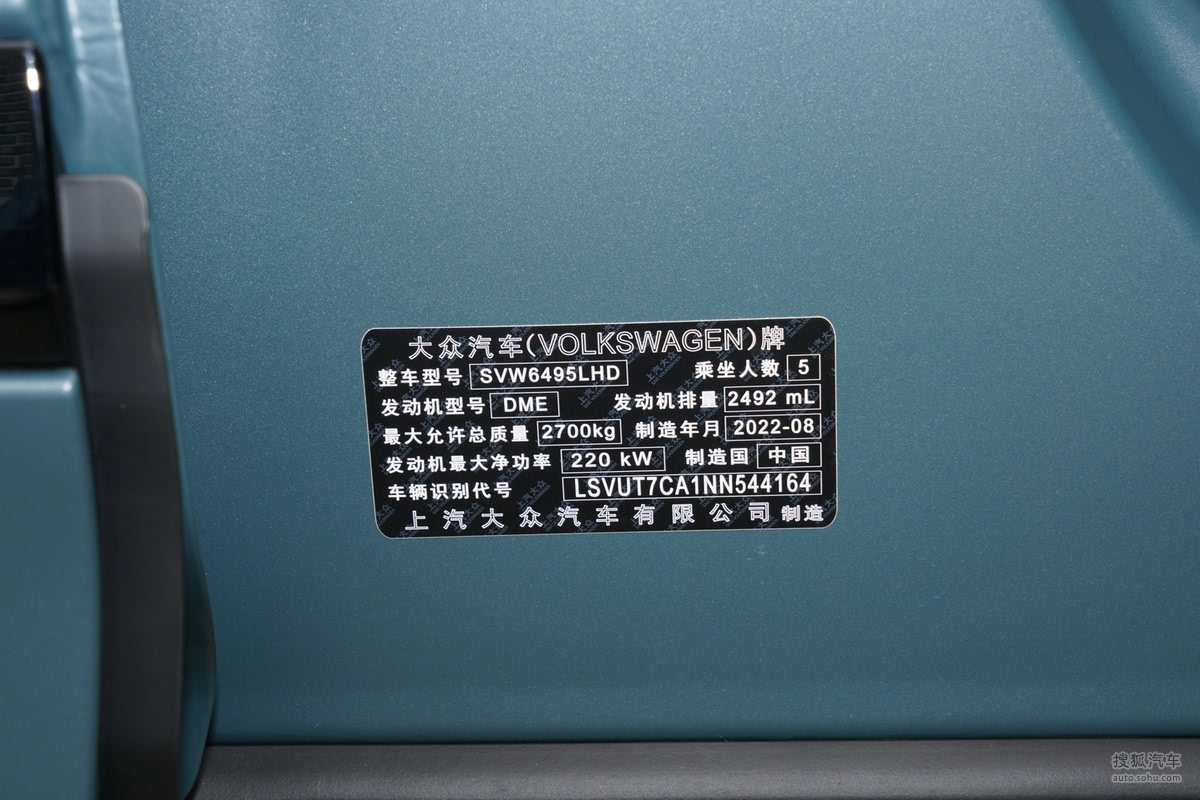 大众汽车(VOLKSWAGEN)牌
整车型号 SVW6495LHD 乘坐人数 5
发动机型号 DME 发动机排量 2492 mL
最大允许总质量 2700kg 制造年月 2022-08
发动机最大净功率 220 kW 制造国 中国
车辆识别代号 LSVUT7CA1NN544164
上汽大众汽车有限公司 制造
搜狐汽车
auto.sohu.com